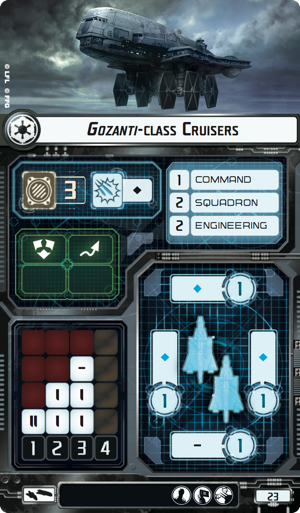 © LFL © FFG
GOZANTI-CLASS CRUISERS
3
1 COMMAND
2 SQUADRON
2 ENGINEERING
1
–
I I
II I I
1 2 3 4
1 1
– 1
23